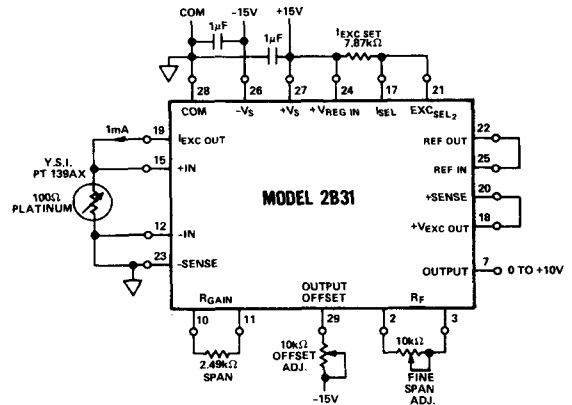 COM -15V +15V
1µF
1µF
IEXC SET
7.87kΩ
28 26 27 24 17 21
COM -VS +VS +VREG IN ISEL EXCSEL2
1mA 19 IEXC OUT
15 +IN
Y.S.I.
PT 139AX
100Ω
PLATINUM
12 -IN
23 -SENSE
MODEL 2B31
REF OUT 22
REF IN 25
+SENSE 20
+VEXC OUT 18
OUTPUT 7 0 TO +10V
RGAIN OUTPUT OFFSET RF
10 11 29 2 3
2.49kΩ
SPAN
10kΩ
OFFSET
ADJ.
-15V
10kΩ
FINE
SPAN
ADJ.